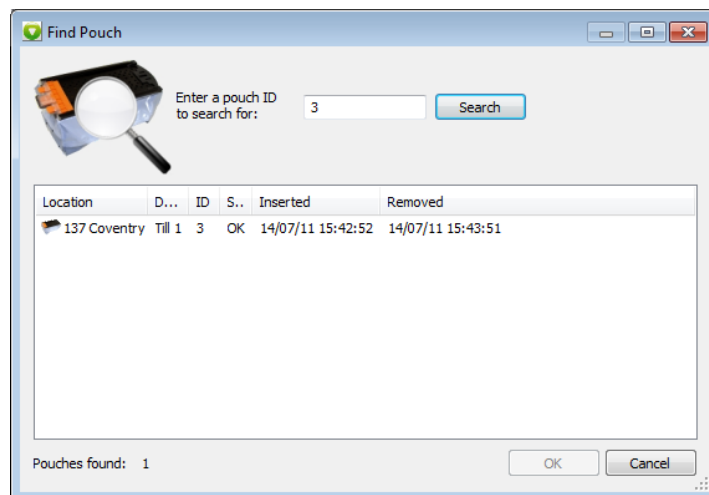 Find Pouch
Enter a pouch ID
to search for:
3
Search
Location D... ID S.. Inserted Removed
137 Coventry Till 1 3 OK 14/07/11 15:42:52 14/07/11 15:43:51
Pouches found: 1
OK
Cancel